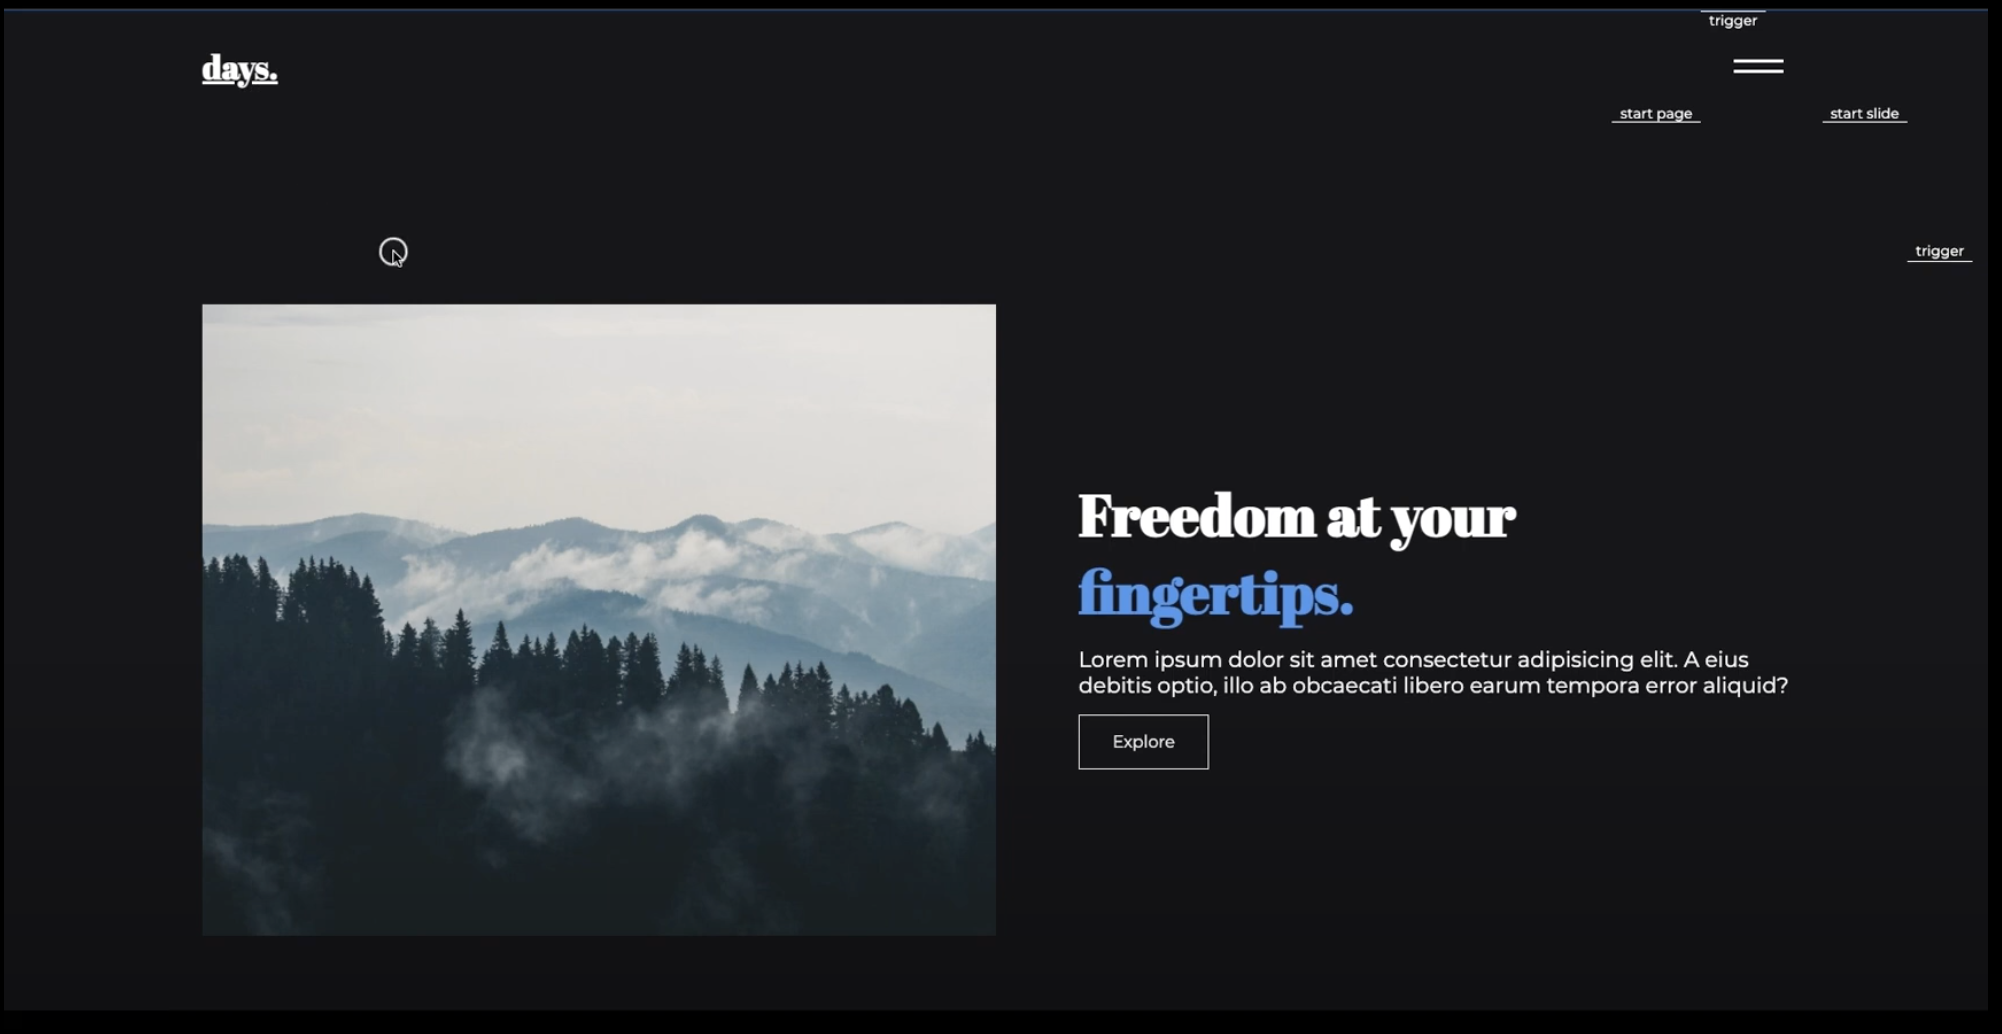 trigger
days.
start page
start slide
trigger
Freedom at your
fingertips.
Lorem ipsum dolor sit amet consectetur adipisicing elit. A eius
debitis optio, illo ab obcaecati libero earum tempora error aliquid?
Explore